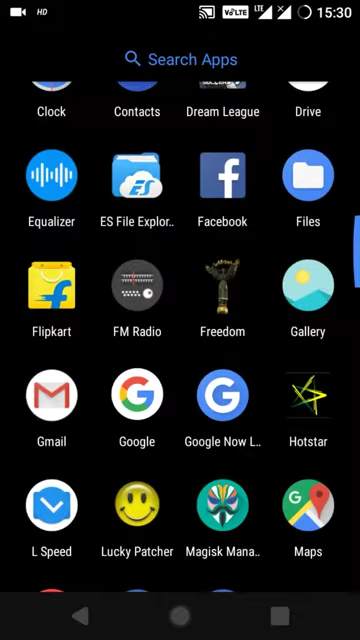 HD VoLTE LTE 15:30
Search Apps
Clock Contacts Dream League Drive
ES
Equalizer ES File Explor.. Facebook Files
Flipkart FM Radio Freedom Gallery
Gmail Google Google Now L.. Hotstar
L Speed Lucky Patcher Magisk Mana.. Maps